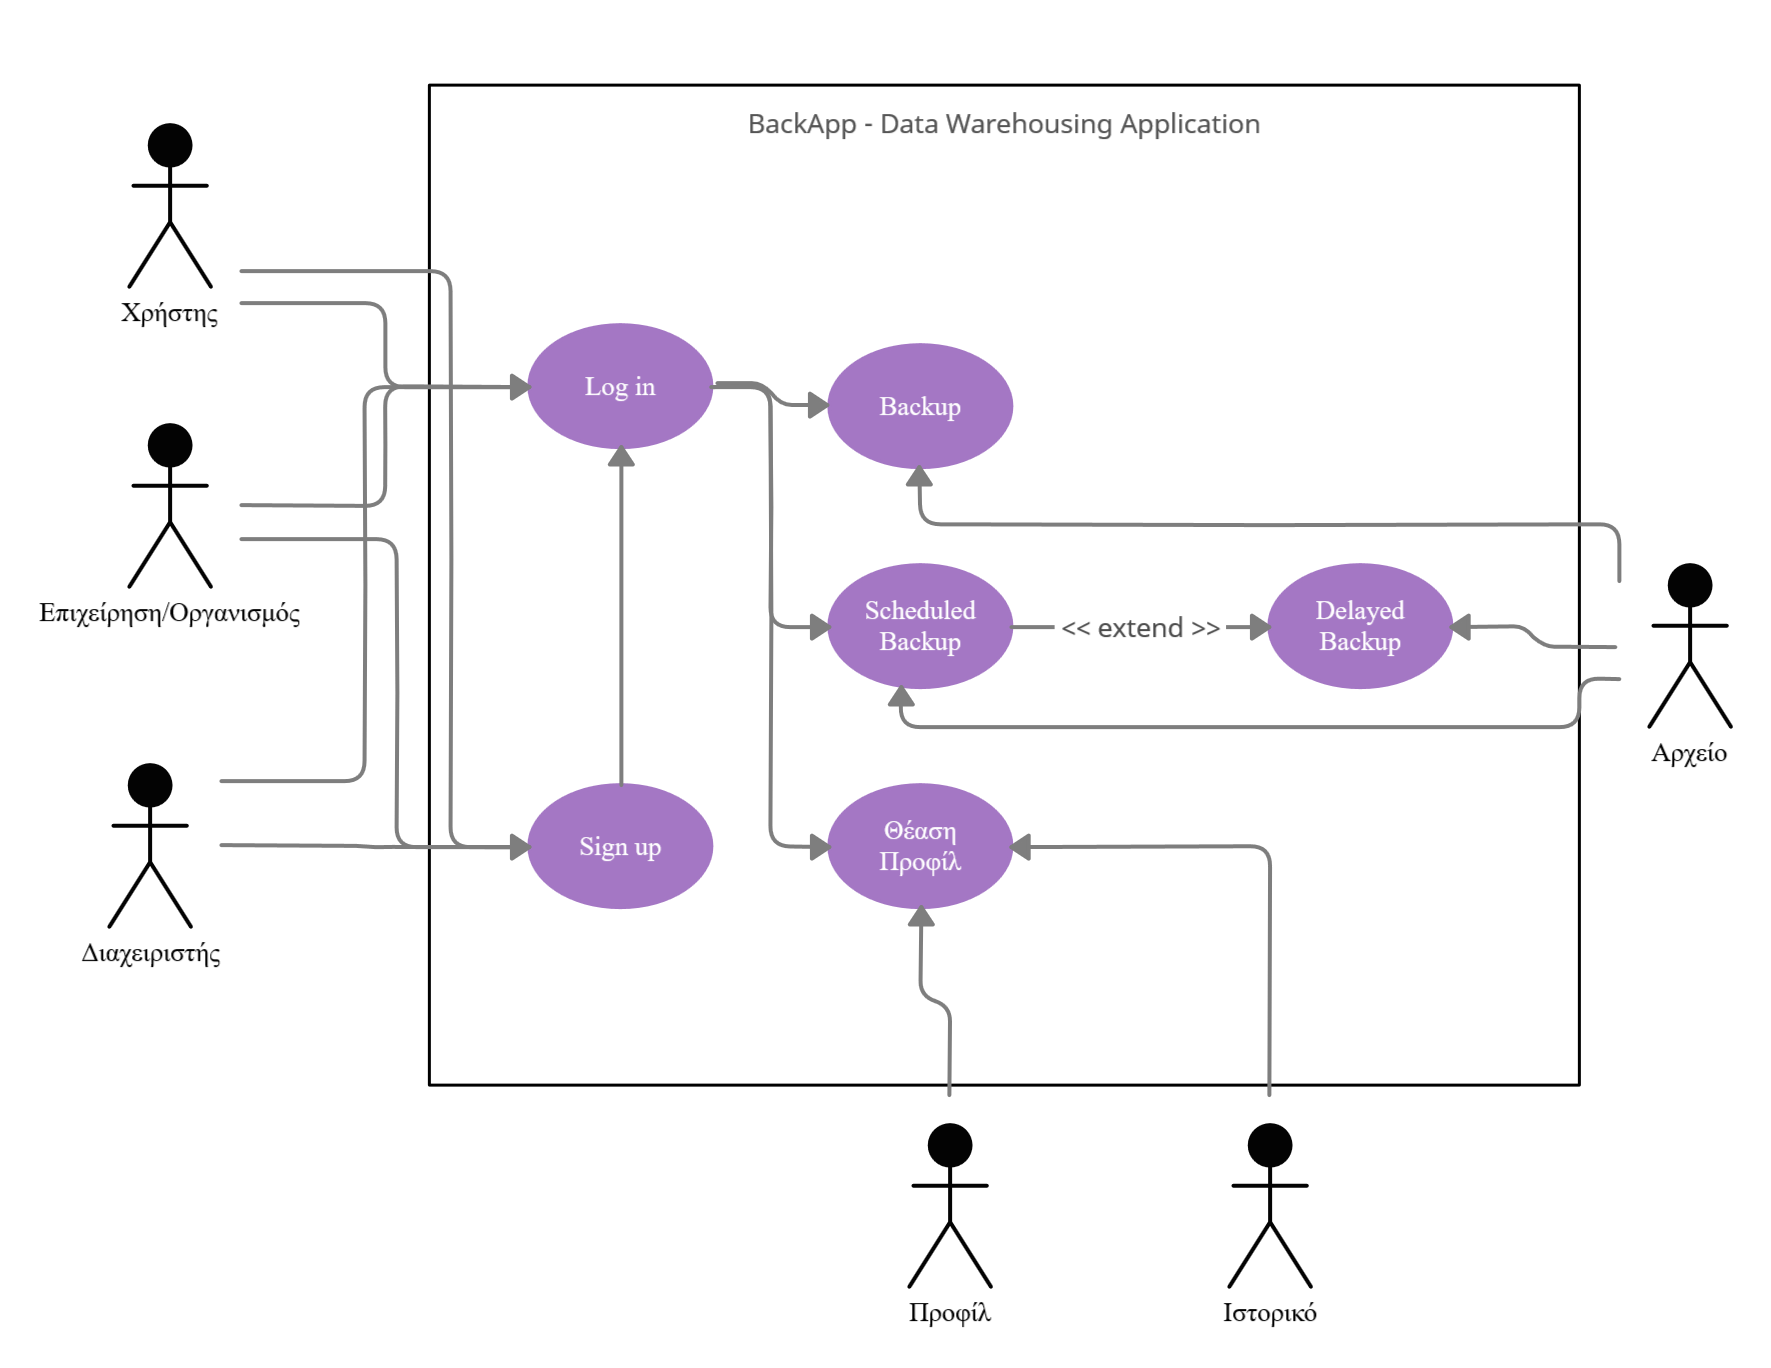 BackApp - Data Warehousing Application
Χρήστης
Log in
Backup
Επιχείρηση/Οργανισμός
Scheduled
Backup
<< extend >>
Delayed
Backup
Αρχείο
Sign up
Θέαση
Προφίλ
Διαχειριστής
Προφίλ
Ιστορικό